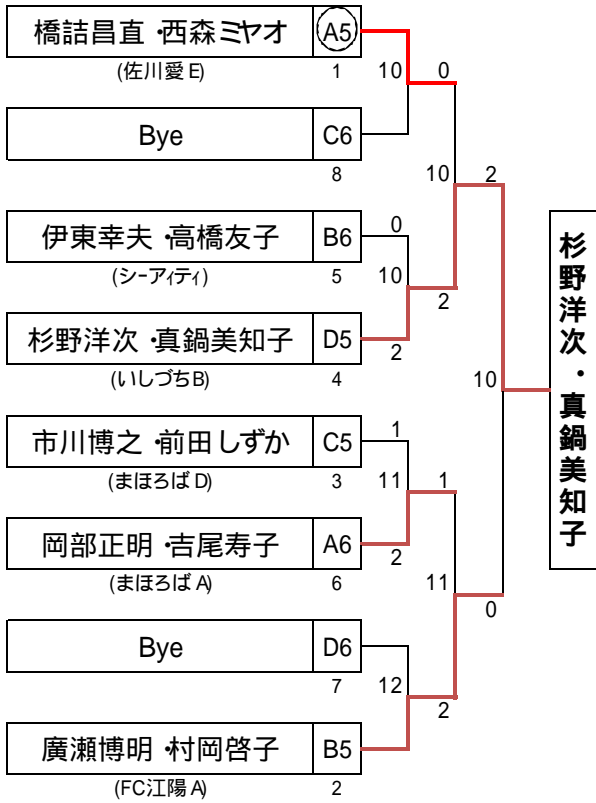 橋詰昌直・西森ミヤオ A5
(佐川愛E) 1
10 0
Bye C6
8
10 2
伊東幸夫・高橋友子 B6
0
(シーアイティ) 5
10
2
杉野洋次・真鍋美知子 D5
2
(いしづちB) 4
10
杉野洋次・真鍋美知子
市川博之・前田しずか C5
1
(まほろばD) 3
11 1
岡部正明・吉尾寿子 A6
2
(まほろばA) 6
11
0
Bye D6
7
12
2
廣瀬博明・村岡啓子 B5
(FC江陽A) 2